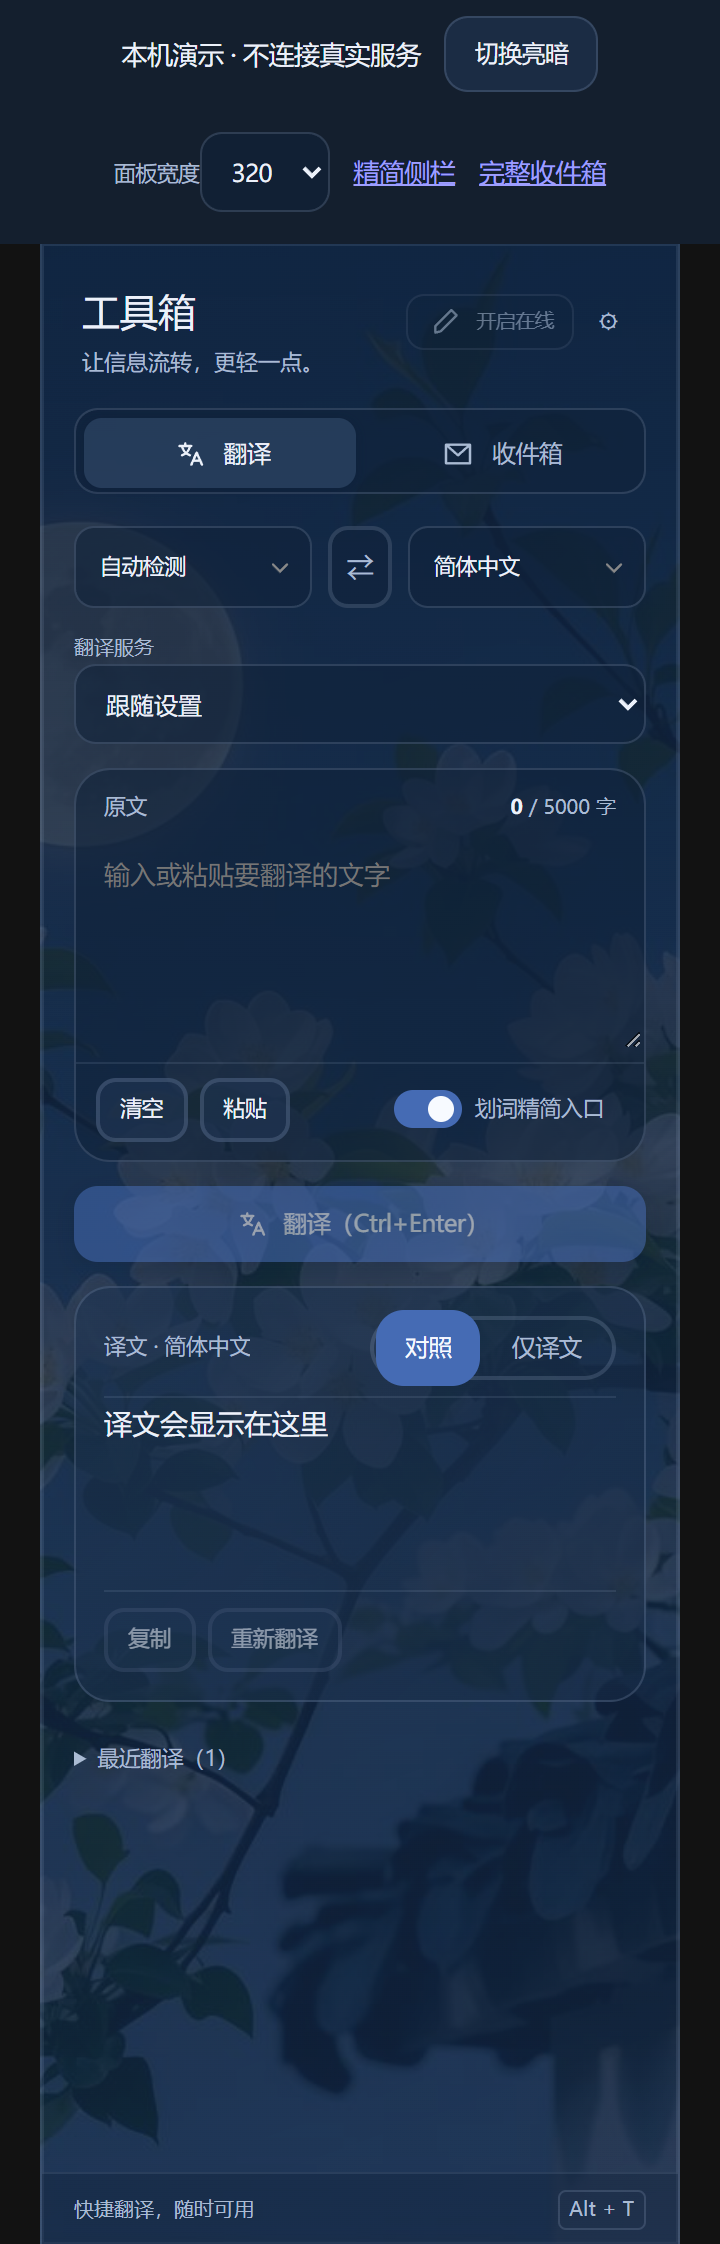 本机演示 · 不连接真实服务 切换亮暗
面板宽度 320 精简侧栏 完整收件箱
工具箱
开启在线
让信息流转，更轻一点。
翻译 收件箱
自动检测 简体中文
翻译服务
跟随设置
原文 0 / 5000 字
输入或粘贴要翻译的文字
清空 粘贴 划词精简入口
翻译（Ctrl+Enter）
译文 · 简体中文 对照 仅译文
译文会显示在这里
复制 重新翻译
最近翻译（1）
快捷翻译，随时可用 Alt + T